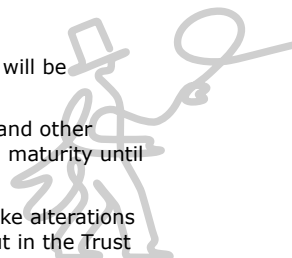 will be
and other
maturity until
ke alterations
t in the Trust